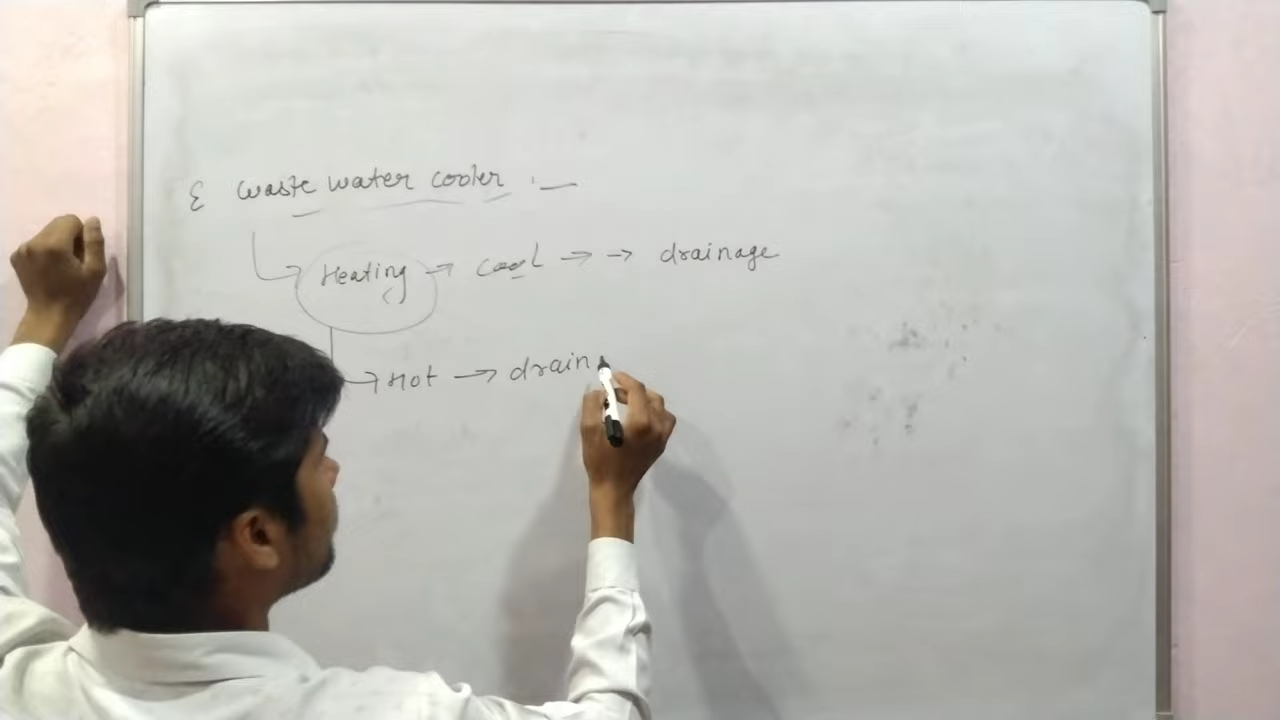 ε waste water cooler :—
Heating → cool → → drainage
→ Hot → drain